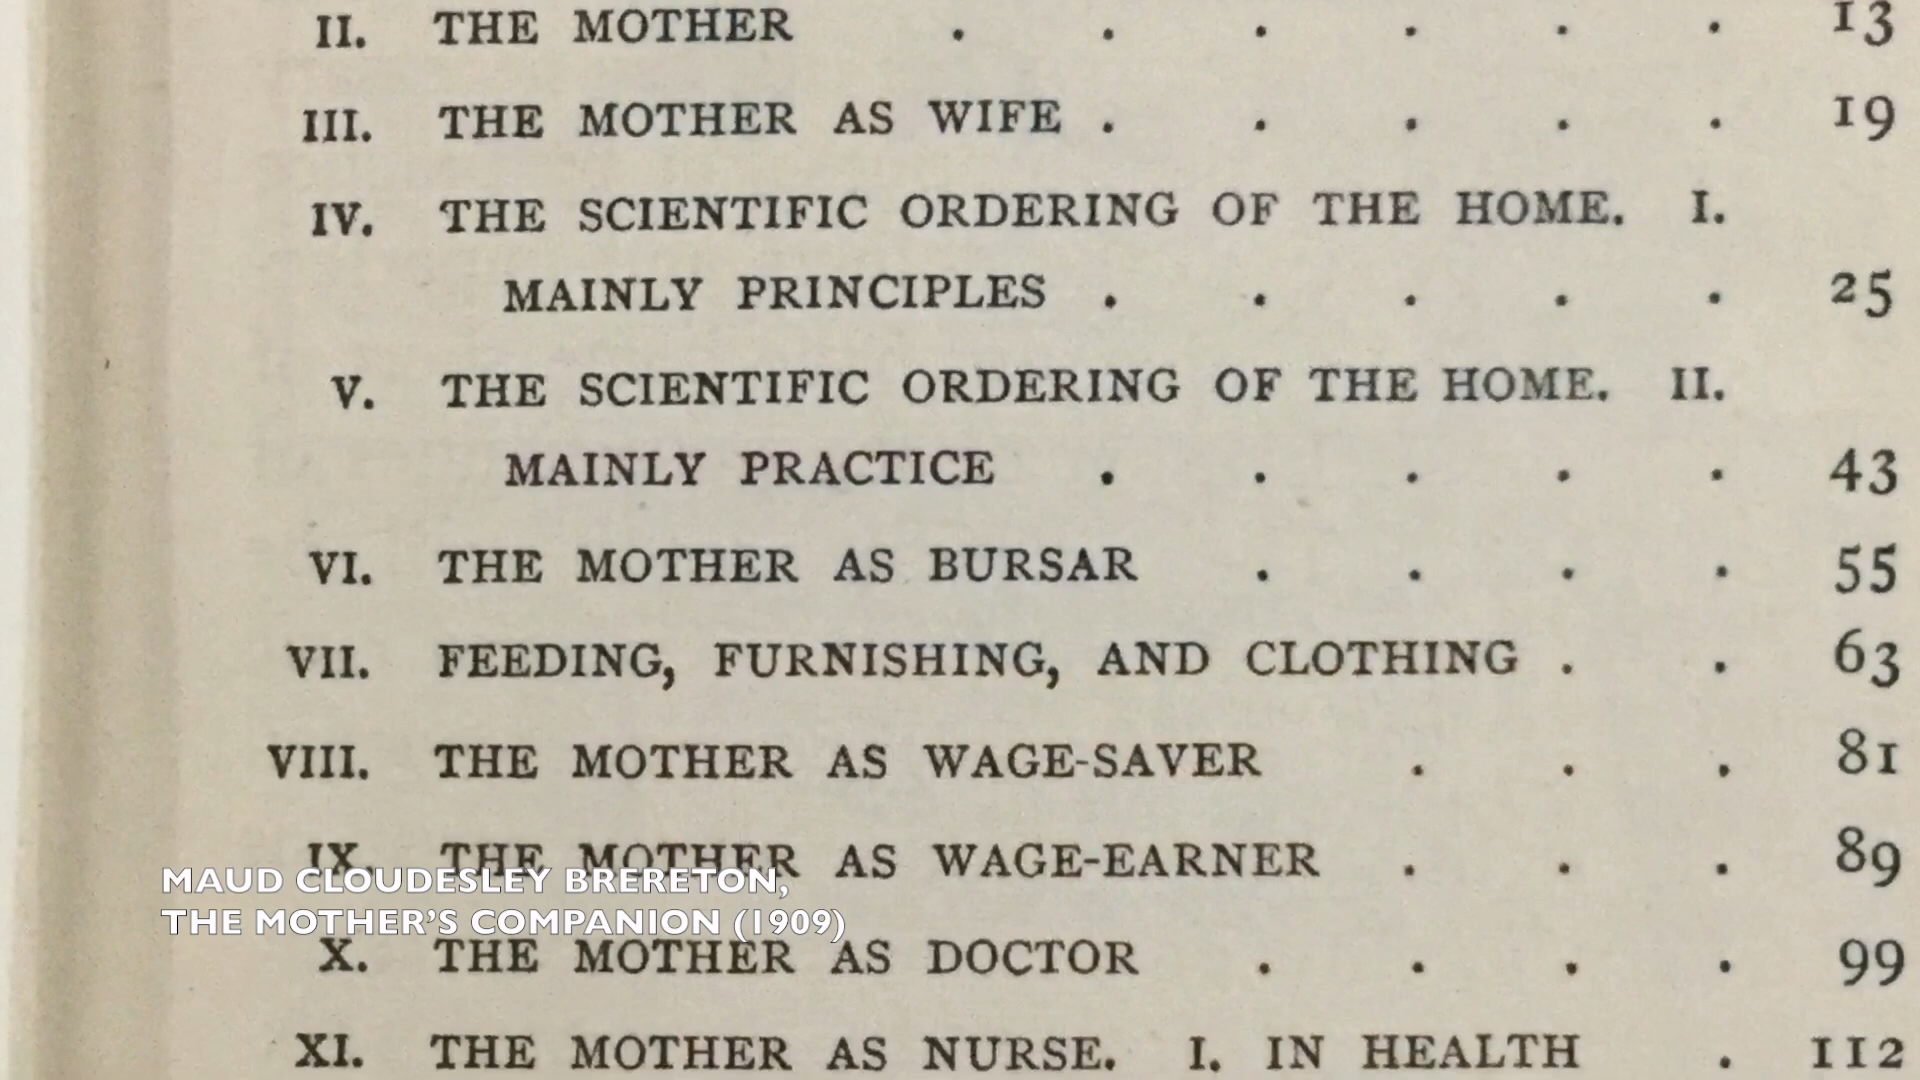 II. THE MOTHER . . . . . . 13
III. THE MOTHER AS WIFE . . . . . 19
IV. THE SCIENTIFIC ORDERING OF THE HOME. I.
MAINLY PRINCIPLES . . . . . 25
V. THE SCIENTIFIC ORDERING OF THE HOME. II.
MAINLY PRACTICE . . . . . 43
VI. THE MOTHER AS BURSAR . . . . 55
VII. FEEDING, FURNISHING, AND CLOTHING . . 63
VIII. THE MOTHER AS WAGE-SAVER . . . 81
IX. THE MOTHER AS WAGE-EARNER . . . 89
MAUD CLOUDESLEY BRERETON,
THE MOTHER’S COMPANION (1909)
X. THE MOTHER AS DOCTOR . . . . 99
XI. THE MOTHER AS NURSE. I. IN HEALTH . 112